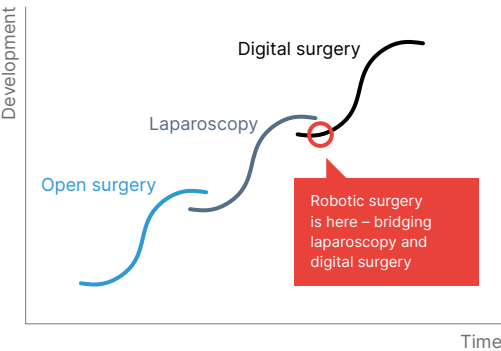 Development
Digital surgery
Laparoscopy
Open surgery
Robotic surgery
is here – bridging
laparoscopy and
digital surgery
Time